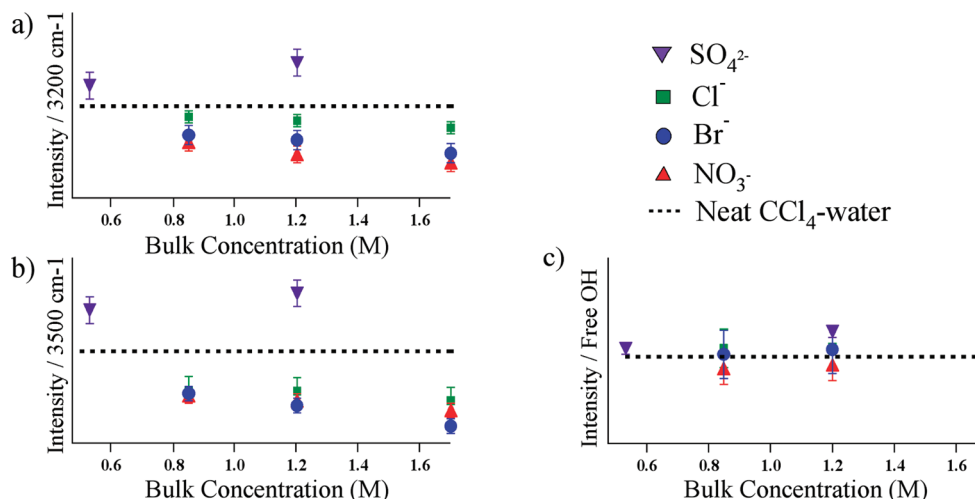 a)
Intensity / 3200 cm-1
0.6 0.8 1.0 1.2 1.4 1.6
Bulk Concentration (M)
SO₄²⁻
Cl⁻
Br⁻
NO₃-
Neat CCl₄-water
b)
Intensity / 3500 cm-1
0.6 0.8 1.0 1.2 1.4 1.6
Bulk Concentration (M)
c)
Intensity / Free OH
0.6 0.8 1.0 1.2 1.4 1.6
Bulk Concentration (M)